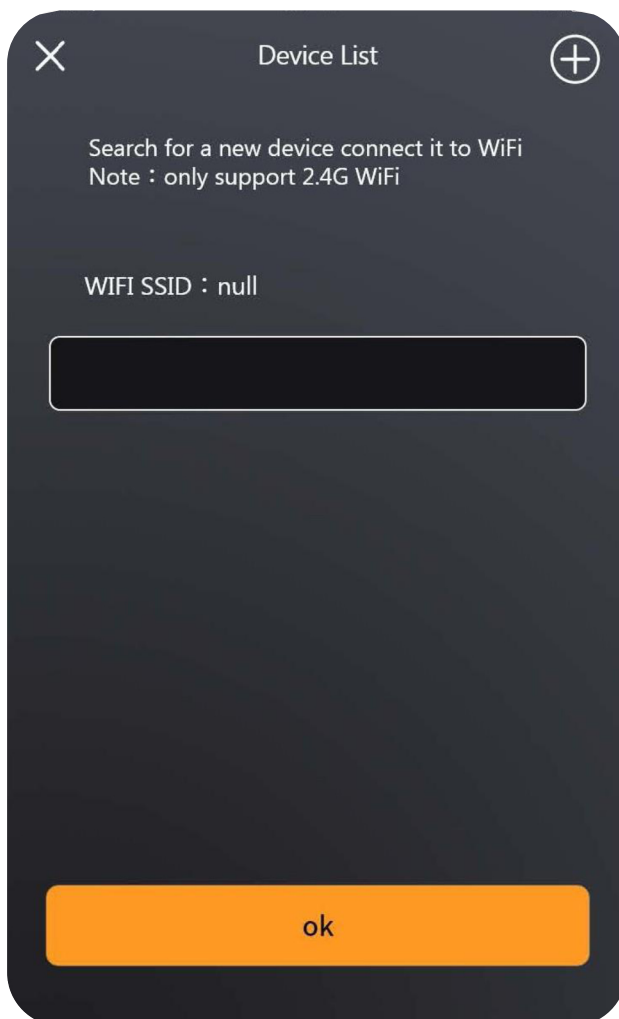 Device List
Search for a new device connect it to WiFi
Note：only support 2.4G WiFi
WIFI SSID：null
ok